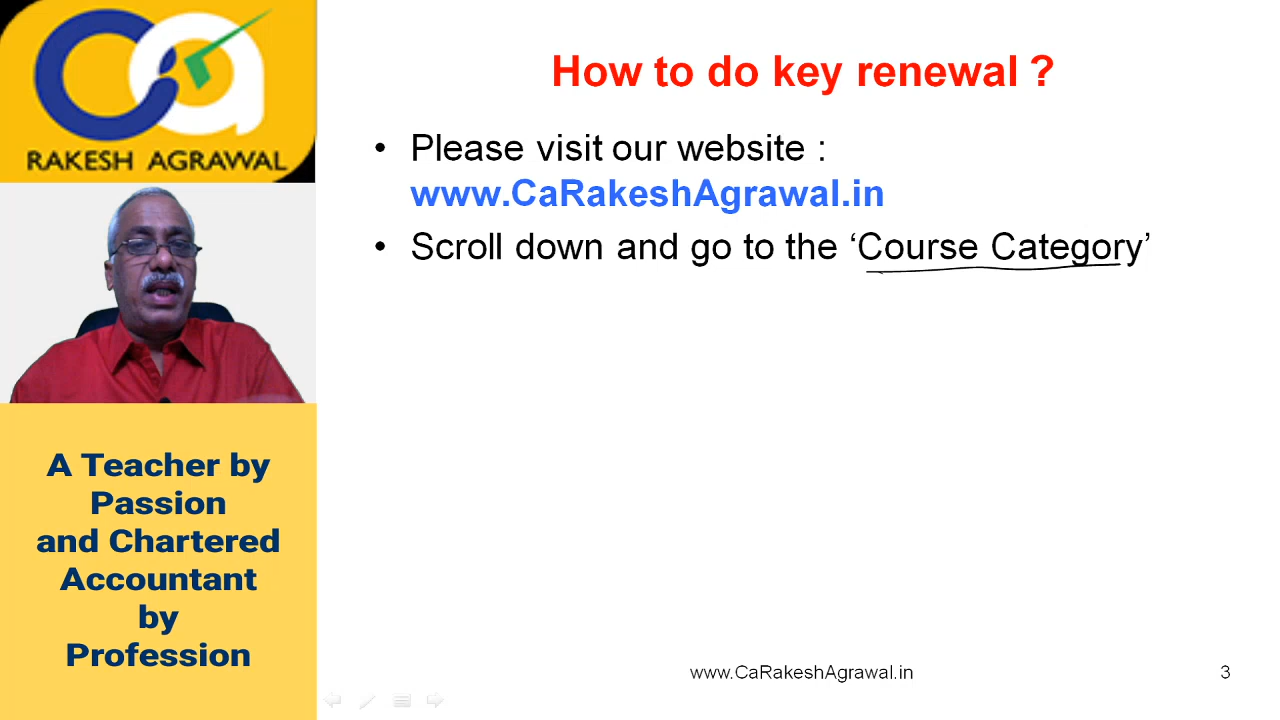 ca
RAKESH AGRAWAL
A Teacher by
Passion
and Chartered
Accountant
by
Profession
How to do key renewal ?
• Please visit our website :
www.CaRakeshAgrawal.in
• Scroll down and go to the ‘Course Category’
www.CaRakeshAgrawal.in
3